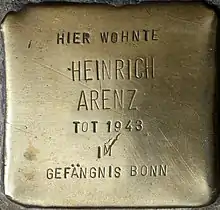 HIER WOHNTE
HEINRICH
ARENZ
TOT 1943
IM
GEFÄNGNIS BONN